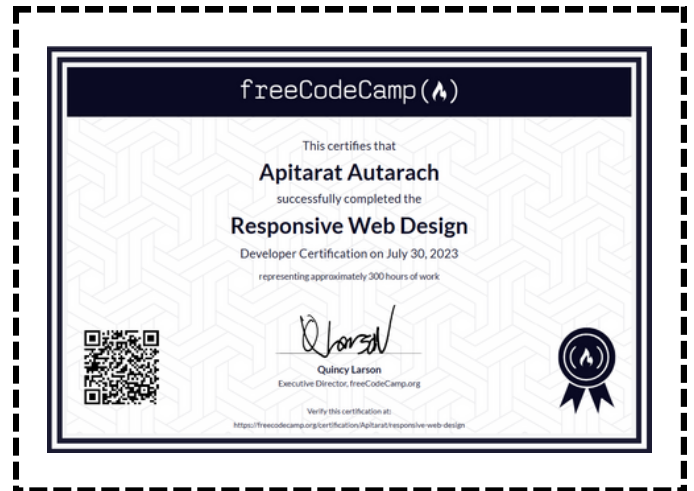 freeCodeCamp(🔥)
This certifies that
Apitarat Autarach
successfully completed the
Responsive Web Design
Developer Certification on July 30, 2023
representing approximately 300 hours of work
Quincy Larson
Executive Director, freeCodeCamp.org
Verify this certification at:
https://freecodecamp.org/certification/Apitarat/responsive-web-design